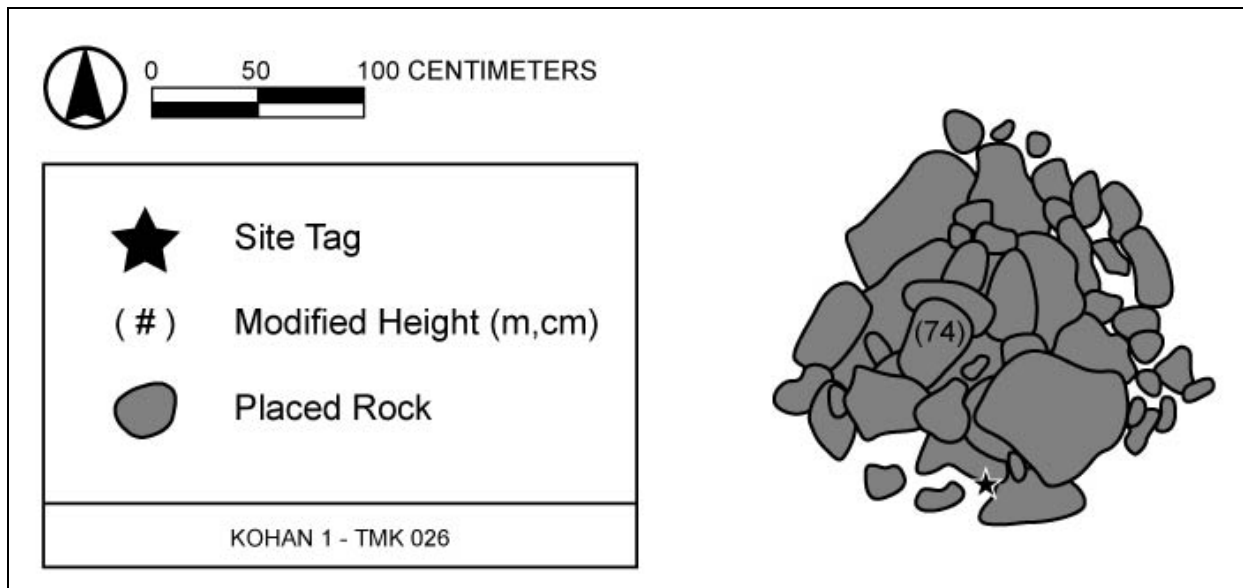 0 50 100 CENTIMETERS
Site Tag
( # ) Modified Height (m,cm)
Placed Rock
KOHAN 1 - TMK 026
(74)